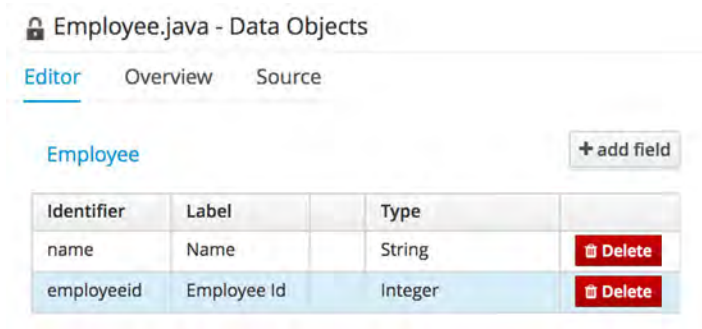 Employee.java - Data Objects
Editor Overview Source
Employee + add field
Identifier Label Type
name Name String Delete
employeeid Employee Id Integer Delete